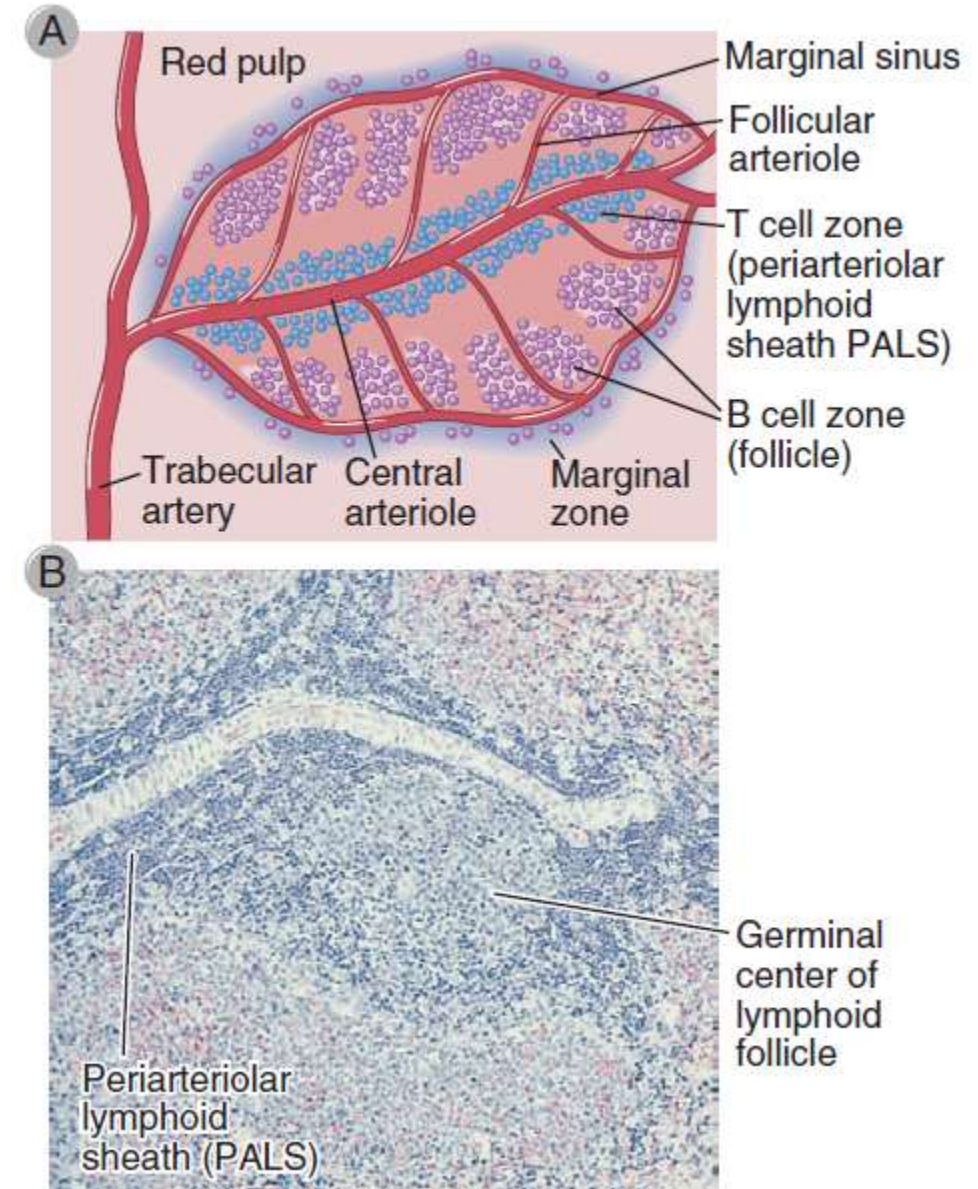 A
Red pulp
Marginal sinus
Follicular
arteriole
T cell zone
(periarteriolar
lymphoid
sheath PALS)
B cell zone
(follicle)
Trabecular
artery
Central
arteriole
Marginal
zone
B
Germinal
center of
lymphoid
follicle
Periarteriolar
lymphoid
sheath (PALS)